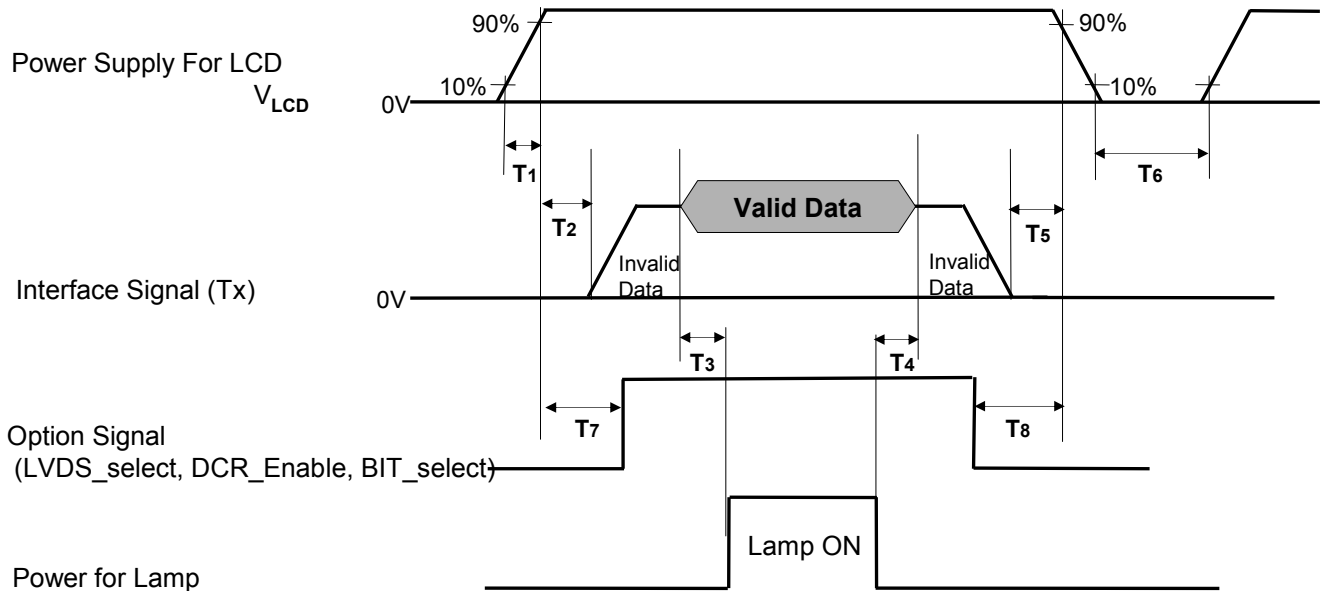 90%
90%
Power Supply For LCD
VLCD
10%
10%
0V
T1
T6
Valid Data
T2
T5
Invalid
Data
Invalid
Data
Interface Signal (Tx)
0V
T3
T4
T7
T8
Option Signal
(LVDS_select, DCR_Enable, BIT_select)
Lamp ON
Power for Lamp